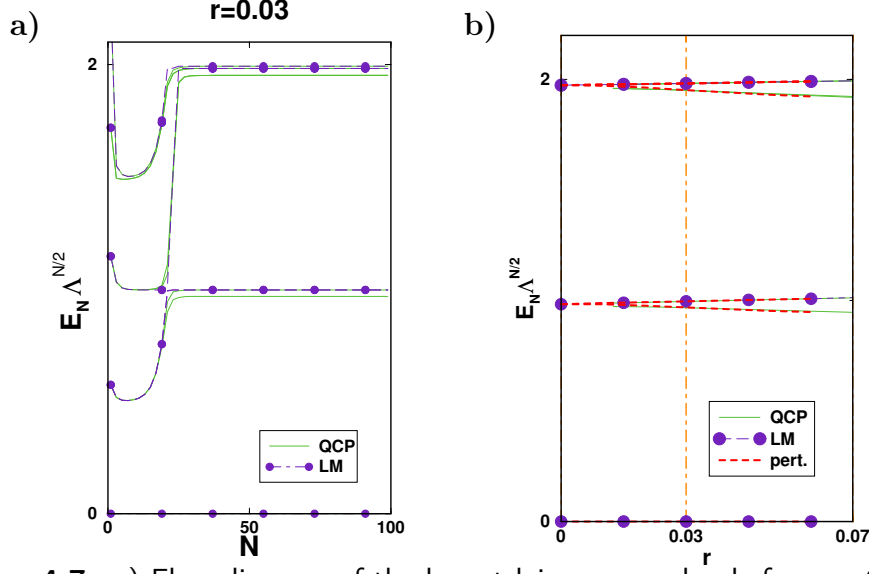 a)
r=0.03
2
0
E_N Λ^{N/2}
0
50
100
N
QCP
LM
b)
2
0
E_N Λ^{N/2}
0
0.03
0.07
r
QCP
LM
pert.